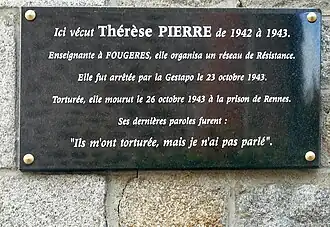 Ici vécut Thérèse PIERRE de 1942 à 1943.
Enseignante à FOUGERES, elle organisa un réseau de Résistance.
Elle fut arrêtée par la Gestapo le 23 octobre 1943.
Torturée, elle mourut le 26 octobre 1943 à la prison de Rennes.
Ses dernières paroles furent :
"Ils m'ont torturée, mais je n'ai pas parlé".